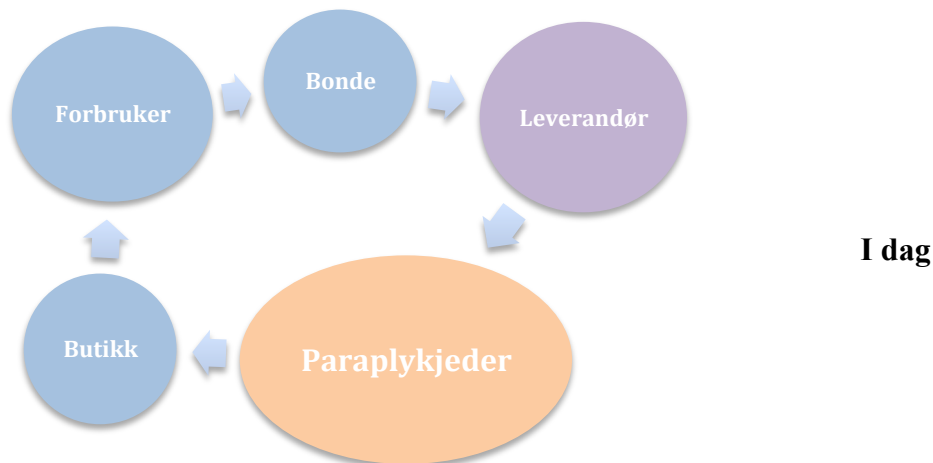 Forbruker
Bonde
Leverandør
I dag
Butikk
Paraplykjeder